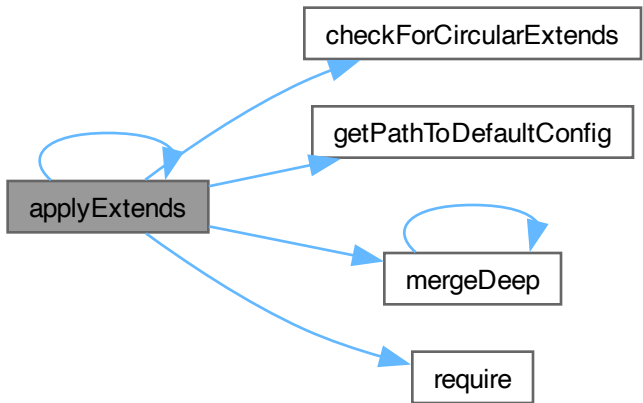 checkForCircularExtends
getPathToDefaultConfig
applyExtends
mergeDeep
require